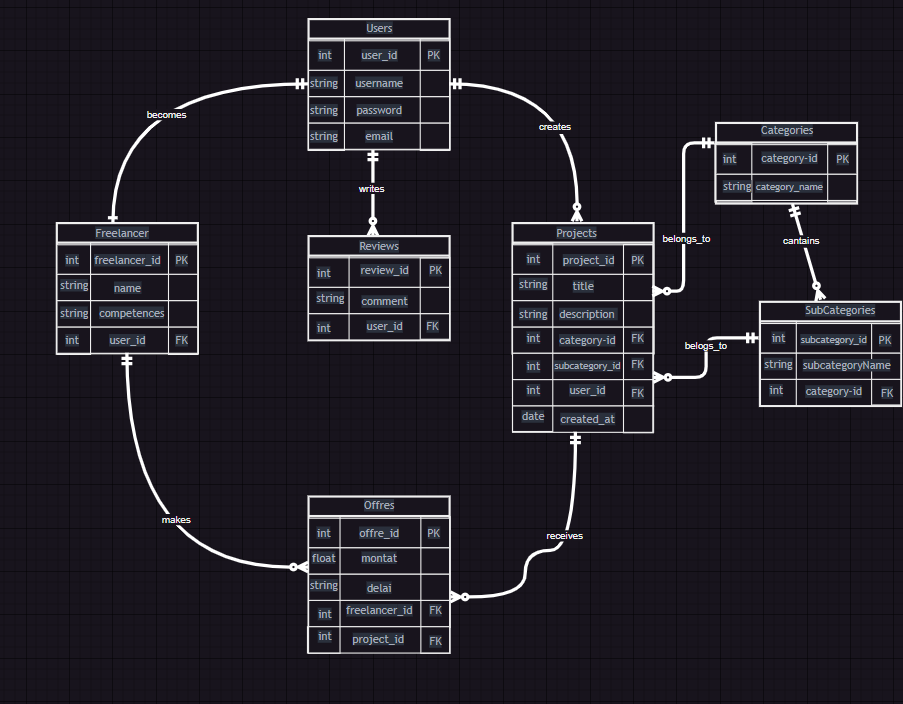 Users
int user_id PK
string username
string password
string email
becomes
creates
writes
Categories
int category-id PK
string category_name
belongs_to
cantains
Freelancer
int freelancer_id PK
string name
string competences
int user_id FK
Reviews
int review_id PK
string comment
int user_id FK
Projects
int project_id PK
string title
string description
int category-id FK
int subcategory_id FK
int user_id FK
date created_at
SubCategories
int subcategory_id PK
string subcategoryName
int category-id FK
belogs_to
makes
receives
Offres
int offre_id PK
float montat
string delai
int freelancer_id FK
int project_id FK